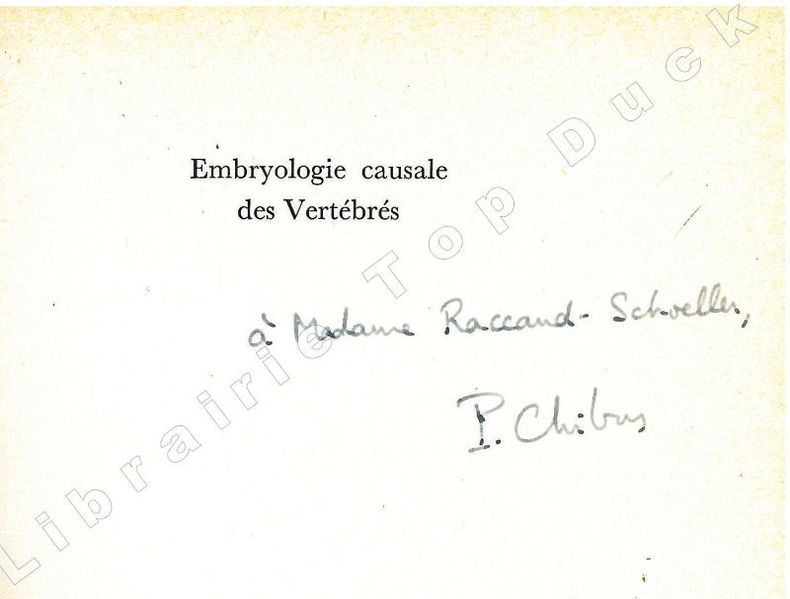 Embryologie causale
des Vertébrés
à Madame Raccaud-Schoeller,
P. Chibon
Librairie Top Duck